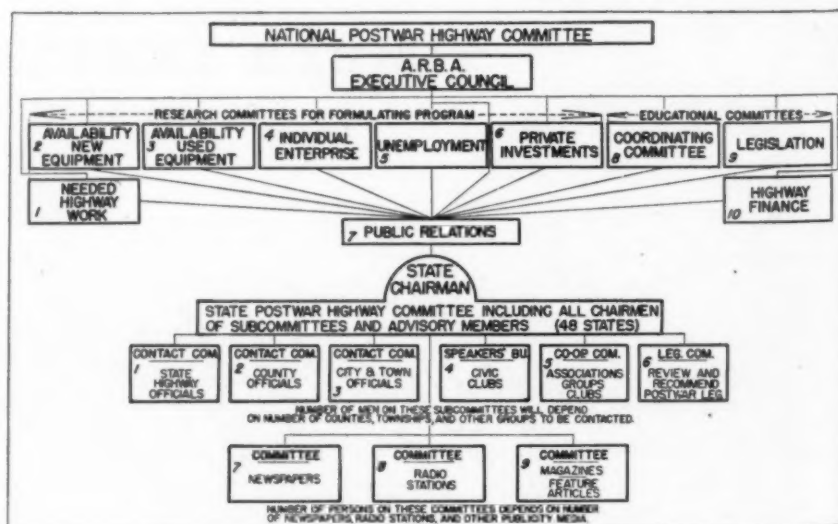 NATIONAL POSTWAR HIGHWAY COMMITTEE
A.R.B.A.
EXECUTIVE COUNCIL
RESEARCH COMMITTEES FOR FORMULATING PROGRAM
EDUCATIONAL COMMITTEES
2 AVAILABILITY
NEW
EQUIPMENT
3 AVAILABILITY
USED
EQUIPMENT
4 INDIVIDUAL
ENTERPRISE
UNEMPLOYMENT
5
6 PRIVATE
INVESTMENTS
COORDINATING
8 COMMITTEE
LEGISLATION
9
NEEDED
1 HIGHWAY
WORK
HIGHWAY
10 FINANCE
7 PUBLIC RELATIONS
STATE
CHAIRMAN
STATE POSTWAR HIGHWAY COMMITTEE INCLUDING ALL CHAIRMEN
OF SUBCOMMITTEES AND ADVISORY MEMBERS (48 STATES)
CONTACT COM.
1 STATE
HIGHWAY
OFFICIALS
CONTACT COM.
2 COUNTY
OFFICIALS
CONTACT COM.
CITY & TOWN
3 OFFICIALS
SPEAKERS' BU.
4 CIVIC
CLUBS
CO-OP COM.
5 ASSOCIATIONS
GROUPS
CLUBS
LEG. COM.
6 REVIEW AND
RECOMMEND
POSTWAR LEG.
NUMBER OF MEN ON THESE SUBCOMMITTEES WILL DEPEND
ON NUMBER OF COUNTIES, TOWNSHIPS, AND OTHER GROUPS TO BE CONTACTED.
COMMITTEE
7 NEWSPAPERS
COMMITTEE
8 RADIO
STATIONS
COMMITTEE
9 MAGAZINES
FEATURE
ARTICLES
NUMBER OF PERSONS ON THESE COMMITTEES DEPENDS ON NUMBER
OF NEWSPAPERS, RADIO STATIONS, AND OTHER PUBLICITY MEDIA.